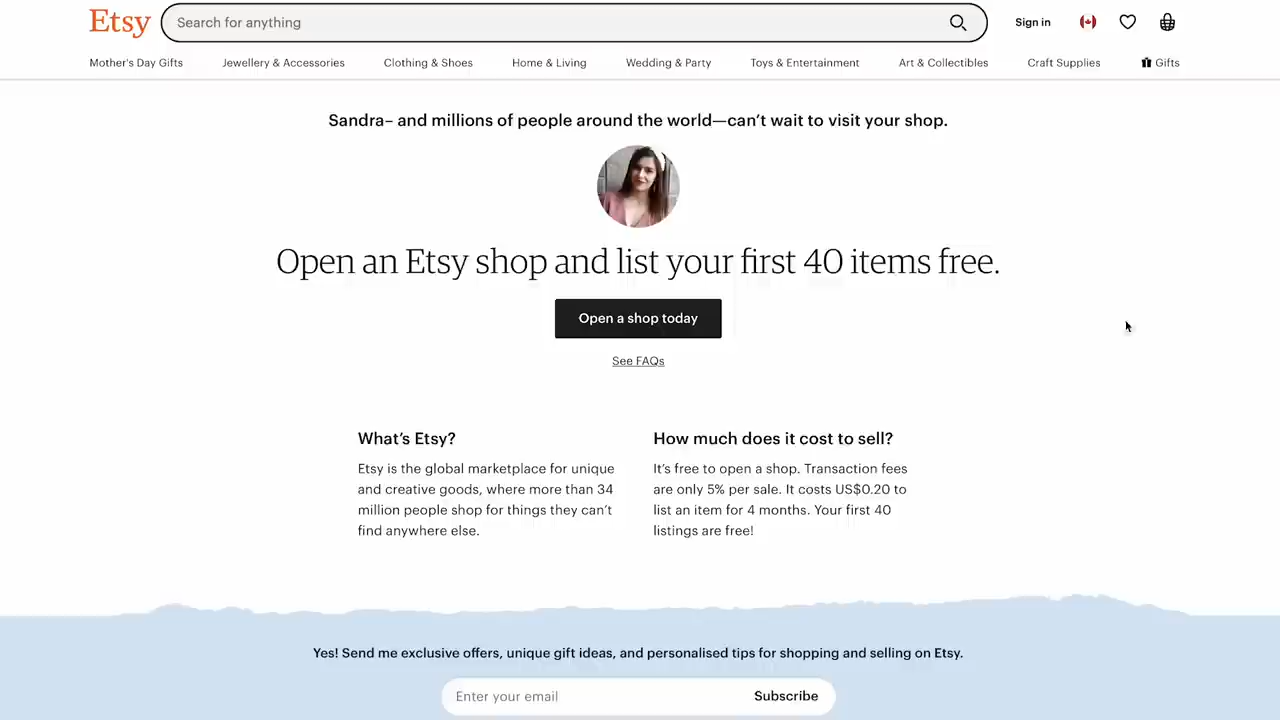 Etsy
Search for anything
Sign in
Mother's Day Gifts
Jewellery & Accessories
Clothing & Shoes
Home & Living
Wedding & Party
Toys & Entertainment
Art & Collectibles
Craft Supplies
Gifts
Sandra– and millions of people around the world—can't wait to visit your shop.
Open an Etsy shop and list your first 40 items free.
Open a shop today
See FAQs
What's Etsy?
Etsy is the global marketplace for unique
and creative goods, where more than 34
million people shop for things they can't
find anywhere else.
How much does it cost to sell?
It's free to open a shop. Transaction fees
are only 5% per sale. It costs US$0.20 to
list an item for 4 months. Your first 40
listings are free!
Yes! Send me exclusive offers, unique gift ideas, and personalised tips for shopping and selling on Etsy.
Enter your email
Subscribe